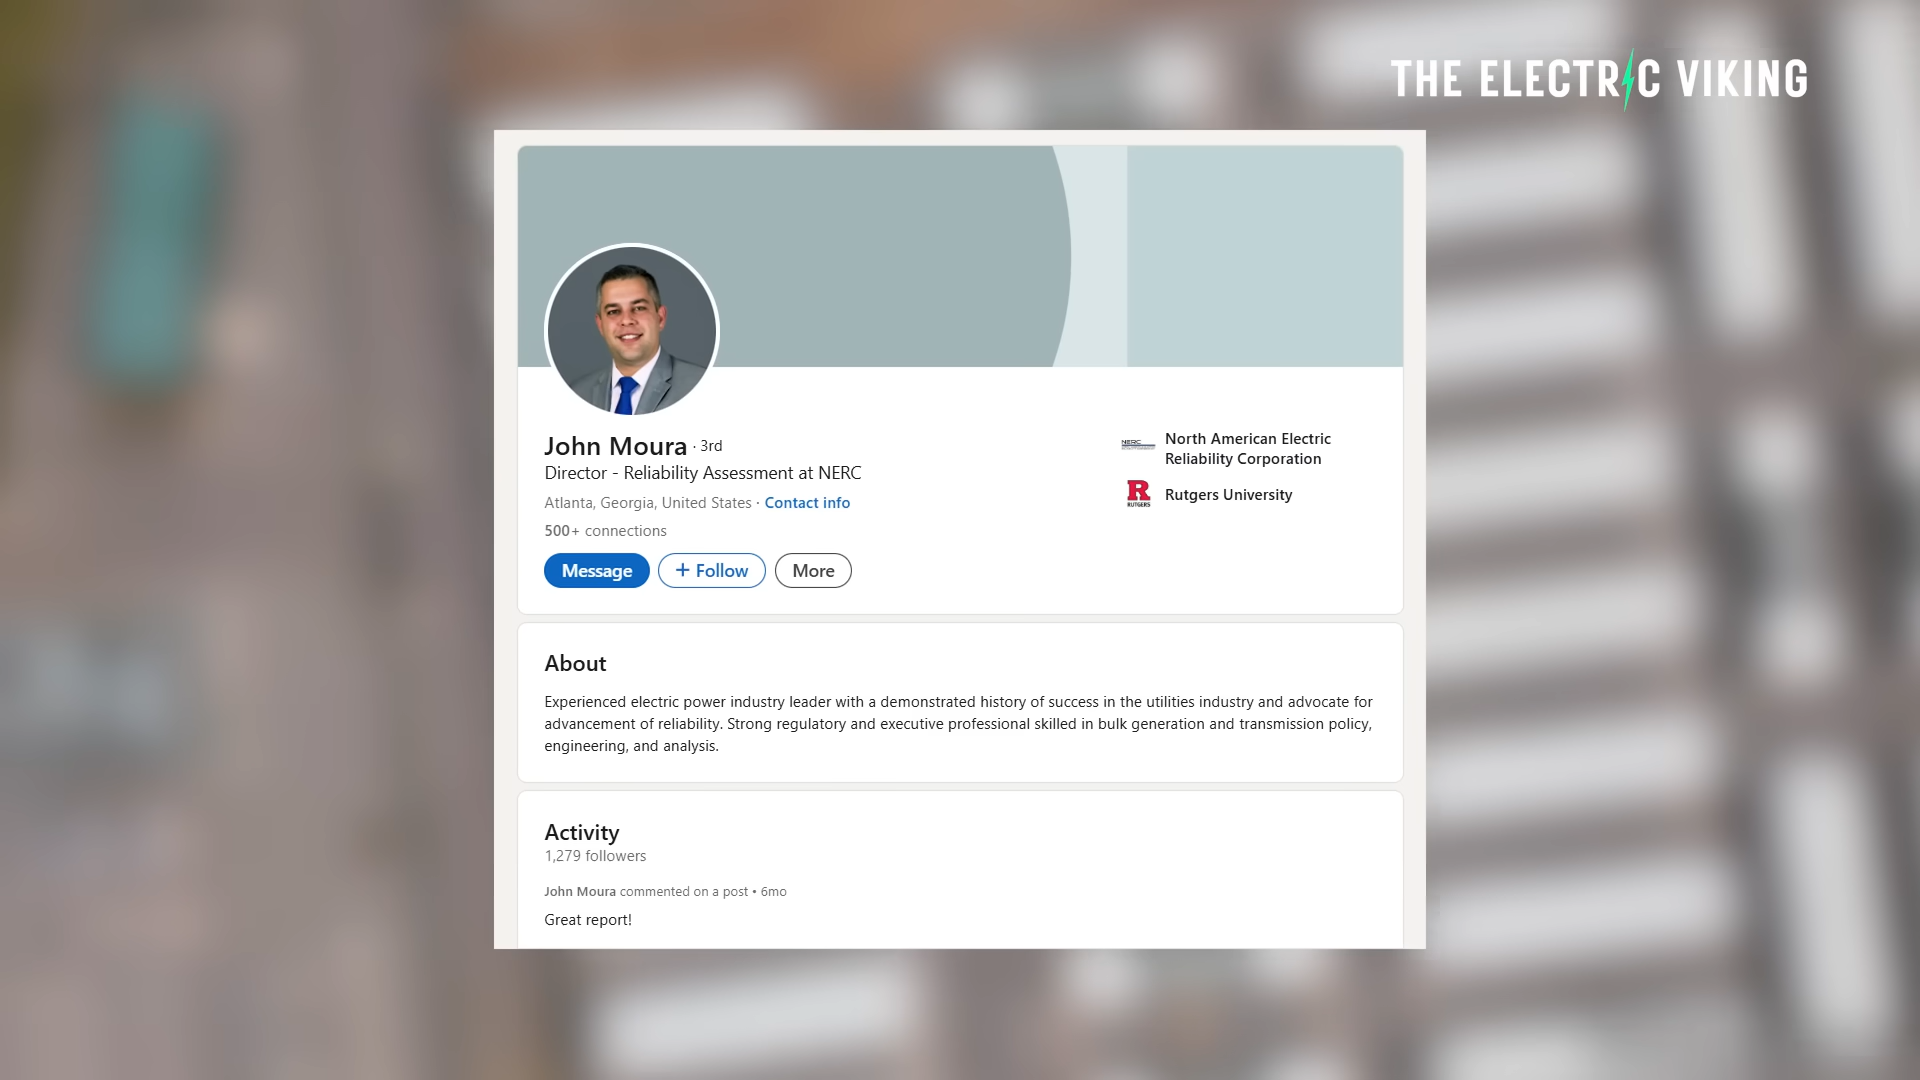 THE ELECTRIC VIKING
John Moura · 3rd
Director - Reliability Assessment at NERC
Atlanta, Georgia, United States · Contact info
500+ connections
Message
+ Follow
More
NERC
North American Electric
Reliability Corporation
R
RUTGERS
Rutgers University
About
Experienced electric power industry leader with a demonstrated history of success in the utilities industry and advocate for
advancement of reliability. Strong regulatory and executive professional skilled in bulk generation and transmission policy,
engineering, and analysis.
Activity
1,279 followers
John Moura commented on a post • 6mo
Great report!